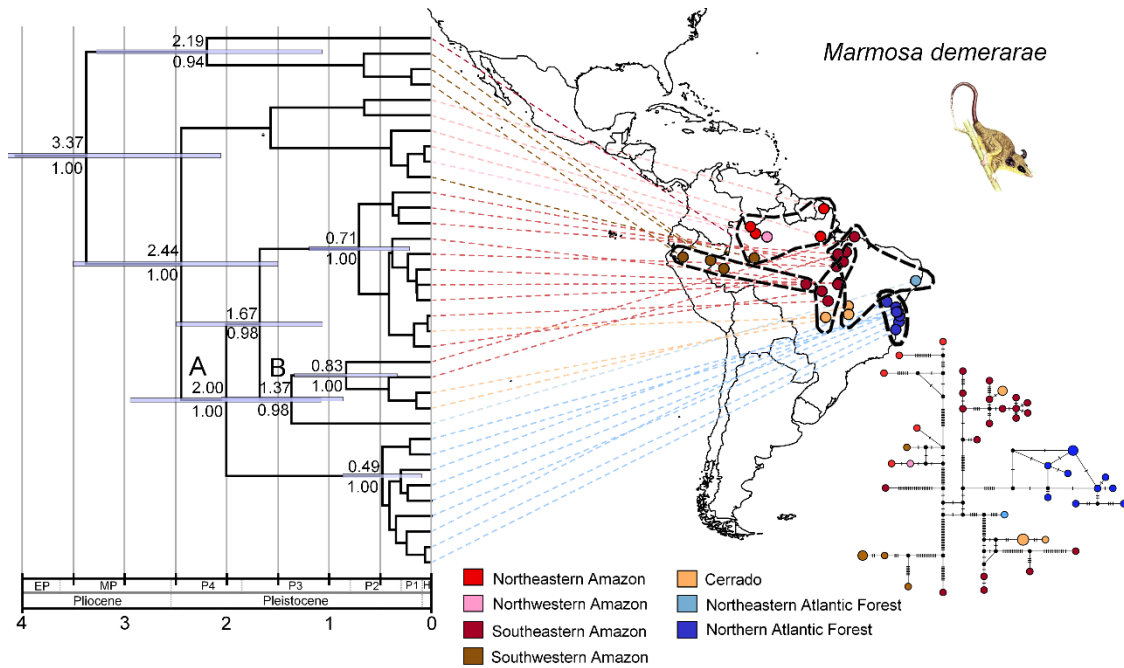 Marmosa demerarae
2.19
0.94
3.37
1.00
2.44
1.00
0.71
1.00
1.67
0.98
A
B
2.00
1.00
1.37
0.98
0.83
1.00
0.49
1.00
EP MP P4 P3 P2 P1 H
Pliocene Pleistocene
4 3 2 1 0
Northeastern Amazon
Northwestern Amazon
Southeastern Amazon
Southwestern Amazon
Cerrado
Northeastern Atlantic Forest
Northern Atlantic Forest